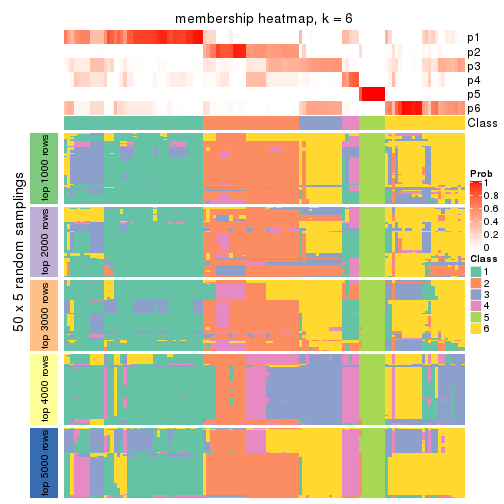 membership heatmap, k = 6
p1
p2
p3
p4
p5
p6
Class
50 x 5 random samplings
top 1000 rows
top 2000 rows
top 3000 rows
top 4000 rows
top 5000 rows
Prob
1
0.8
0.6
0.4
0.2
0
Class
1
2
3
4
5
6